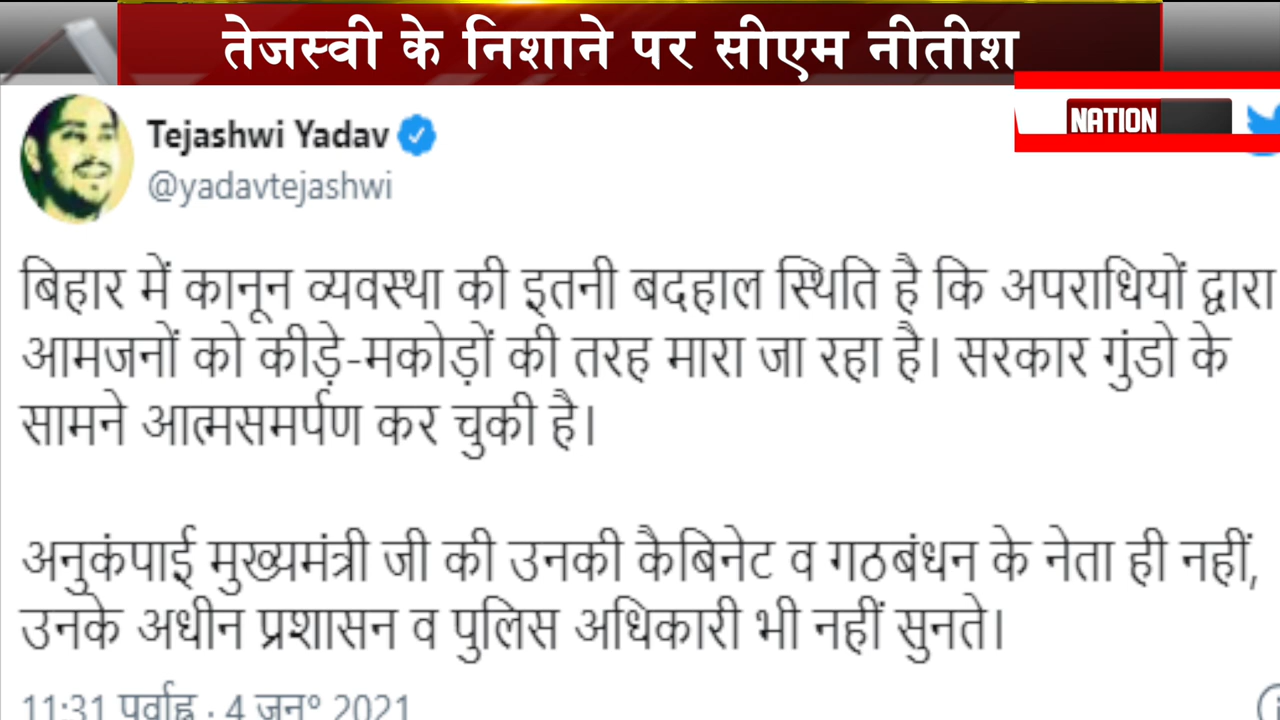 तेजस्वी के निशाने पर सीएम नीतीश
NATION
Tejashwi Yadav
@yadavtejashwi
बिहार में कानून व्यवस्था की इतनी बदहाल स्थिति है कि अपराधियों द्वारा
आमजनों को कीड़े-मकोड़ों की तरह मारा जा रहा है। सरकार गुंडो के
सामने आत्मसमर्पण कर चुकी है।
अनुकंपाई मुख्यमंत्री जी की उनकी कैबिनेट व गठबंधन के नेता ही नहीं,
उनके अधीन प्रशासन व पुलिस अधिकारी भी नहीं सुनते।
11:31 पूर्वाह्न · 4 जन॰ 2021